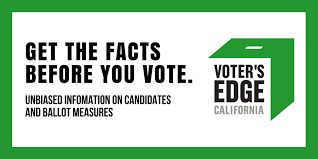 GET THE FACTS
BEFORE YOU VOTE.
UNBIASED INFOMATION ON CANDIDATES
AND BALLOT MEASURES
VOTER'S
EDGE
CALIFORNIA